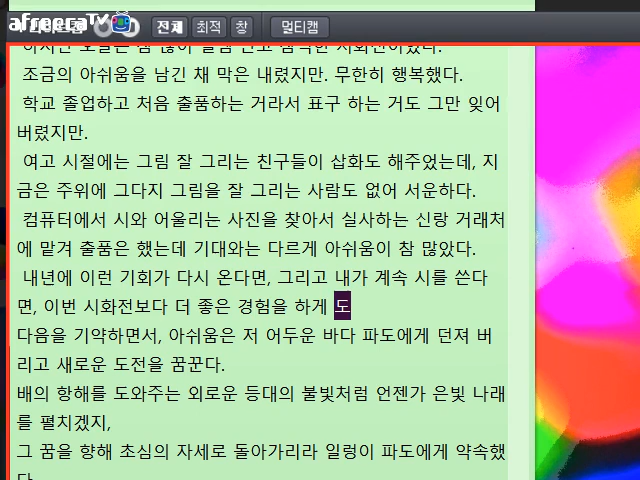 afreecaTV
전체 최적 창 멀티캠
하지만 오늘은 참
조금의 아쉬움을 남긴 채 막은 내렸지만. 무한히 행복했다.
학교 졸업하고 처음 출품하는 거라서 표구 하는 거도 그만 잊어
버렸지만.
여고 시절에는 그림 잘 그리는 친구들이 삽화도 해주었는데, 지
금은 주위에 그다지 그림을 잘 그리는 사람도 없어 서운하다.
컴퓨터에서 시와 어울리는 사진을 찾아서 실사하는 신랑 거래처
에 맡겨 출품은 했는데 기대와는 다르게 아쉬움이 참 많았다.
내년에 이런 기회가 다시 온다면, 그리고 내가 계속 시를 쓴다
면, 이번 시화전보다 더 좋은 경험을 하게 도
다음을 기약하면서, 아쉬움은 저 어두운 바다 파도에게 던져 버
리고 새로운 도전을 꿈꾼다.
배의 항해를 도와주는 외로운 등대의 불빛처럼 언젠가 은빛 나래
를 펼치겠지,
그 꿈을 향해 초심의 자세로 돌아가리라 일렁이 파도에게 약속했
다